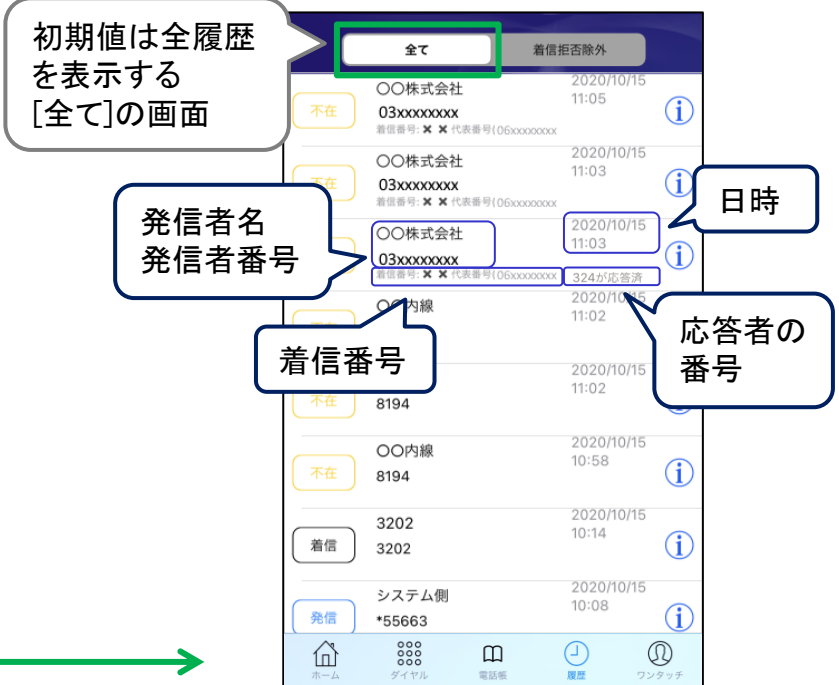 初期値は全履歴
を表示する
[全て]の画面
全て
着信拒否除外
不在
〇〇株式会社
03xxxxxxxx
着信番号: ✖ ✖ 代表番号(06xxxxxxxx
2020/10/15
11:05
不在
〇〇株式会社
03xxxxxxxx
着信番号: ✖ ✖ 代表番号(06xxxxxxxx
2020/10/15
11:03
日時
発信者名
発信者番号
〇〇株式会社
03xxxxxxxx
着信番号: ✖ ✖ 代表番号(06xxxxxxxx
2020/10/15
11:03
324が応答済
内線
2020/10/15
11:02
着信番号
応答者の
番号
不在
8194
2020/10/15
11:02
不在
〇〇内線
8194
2020/10/15
10:58
着信
3202
3202
2020/10/15
10:14
発信
システム側
*55663
2020/10/15
10:08
ホーム
ダイヤル
電話帳
履歴
ワンタッチ